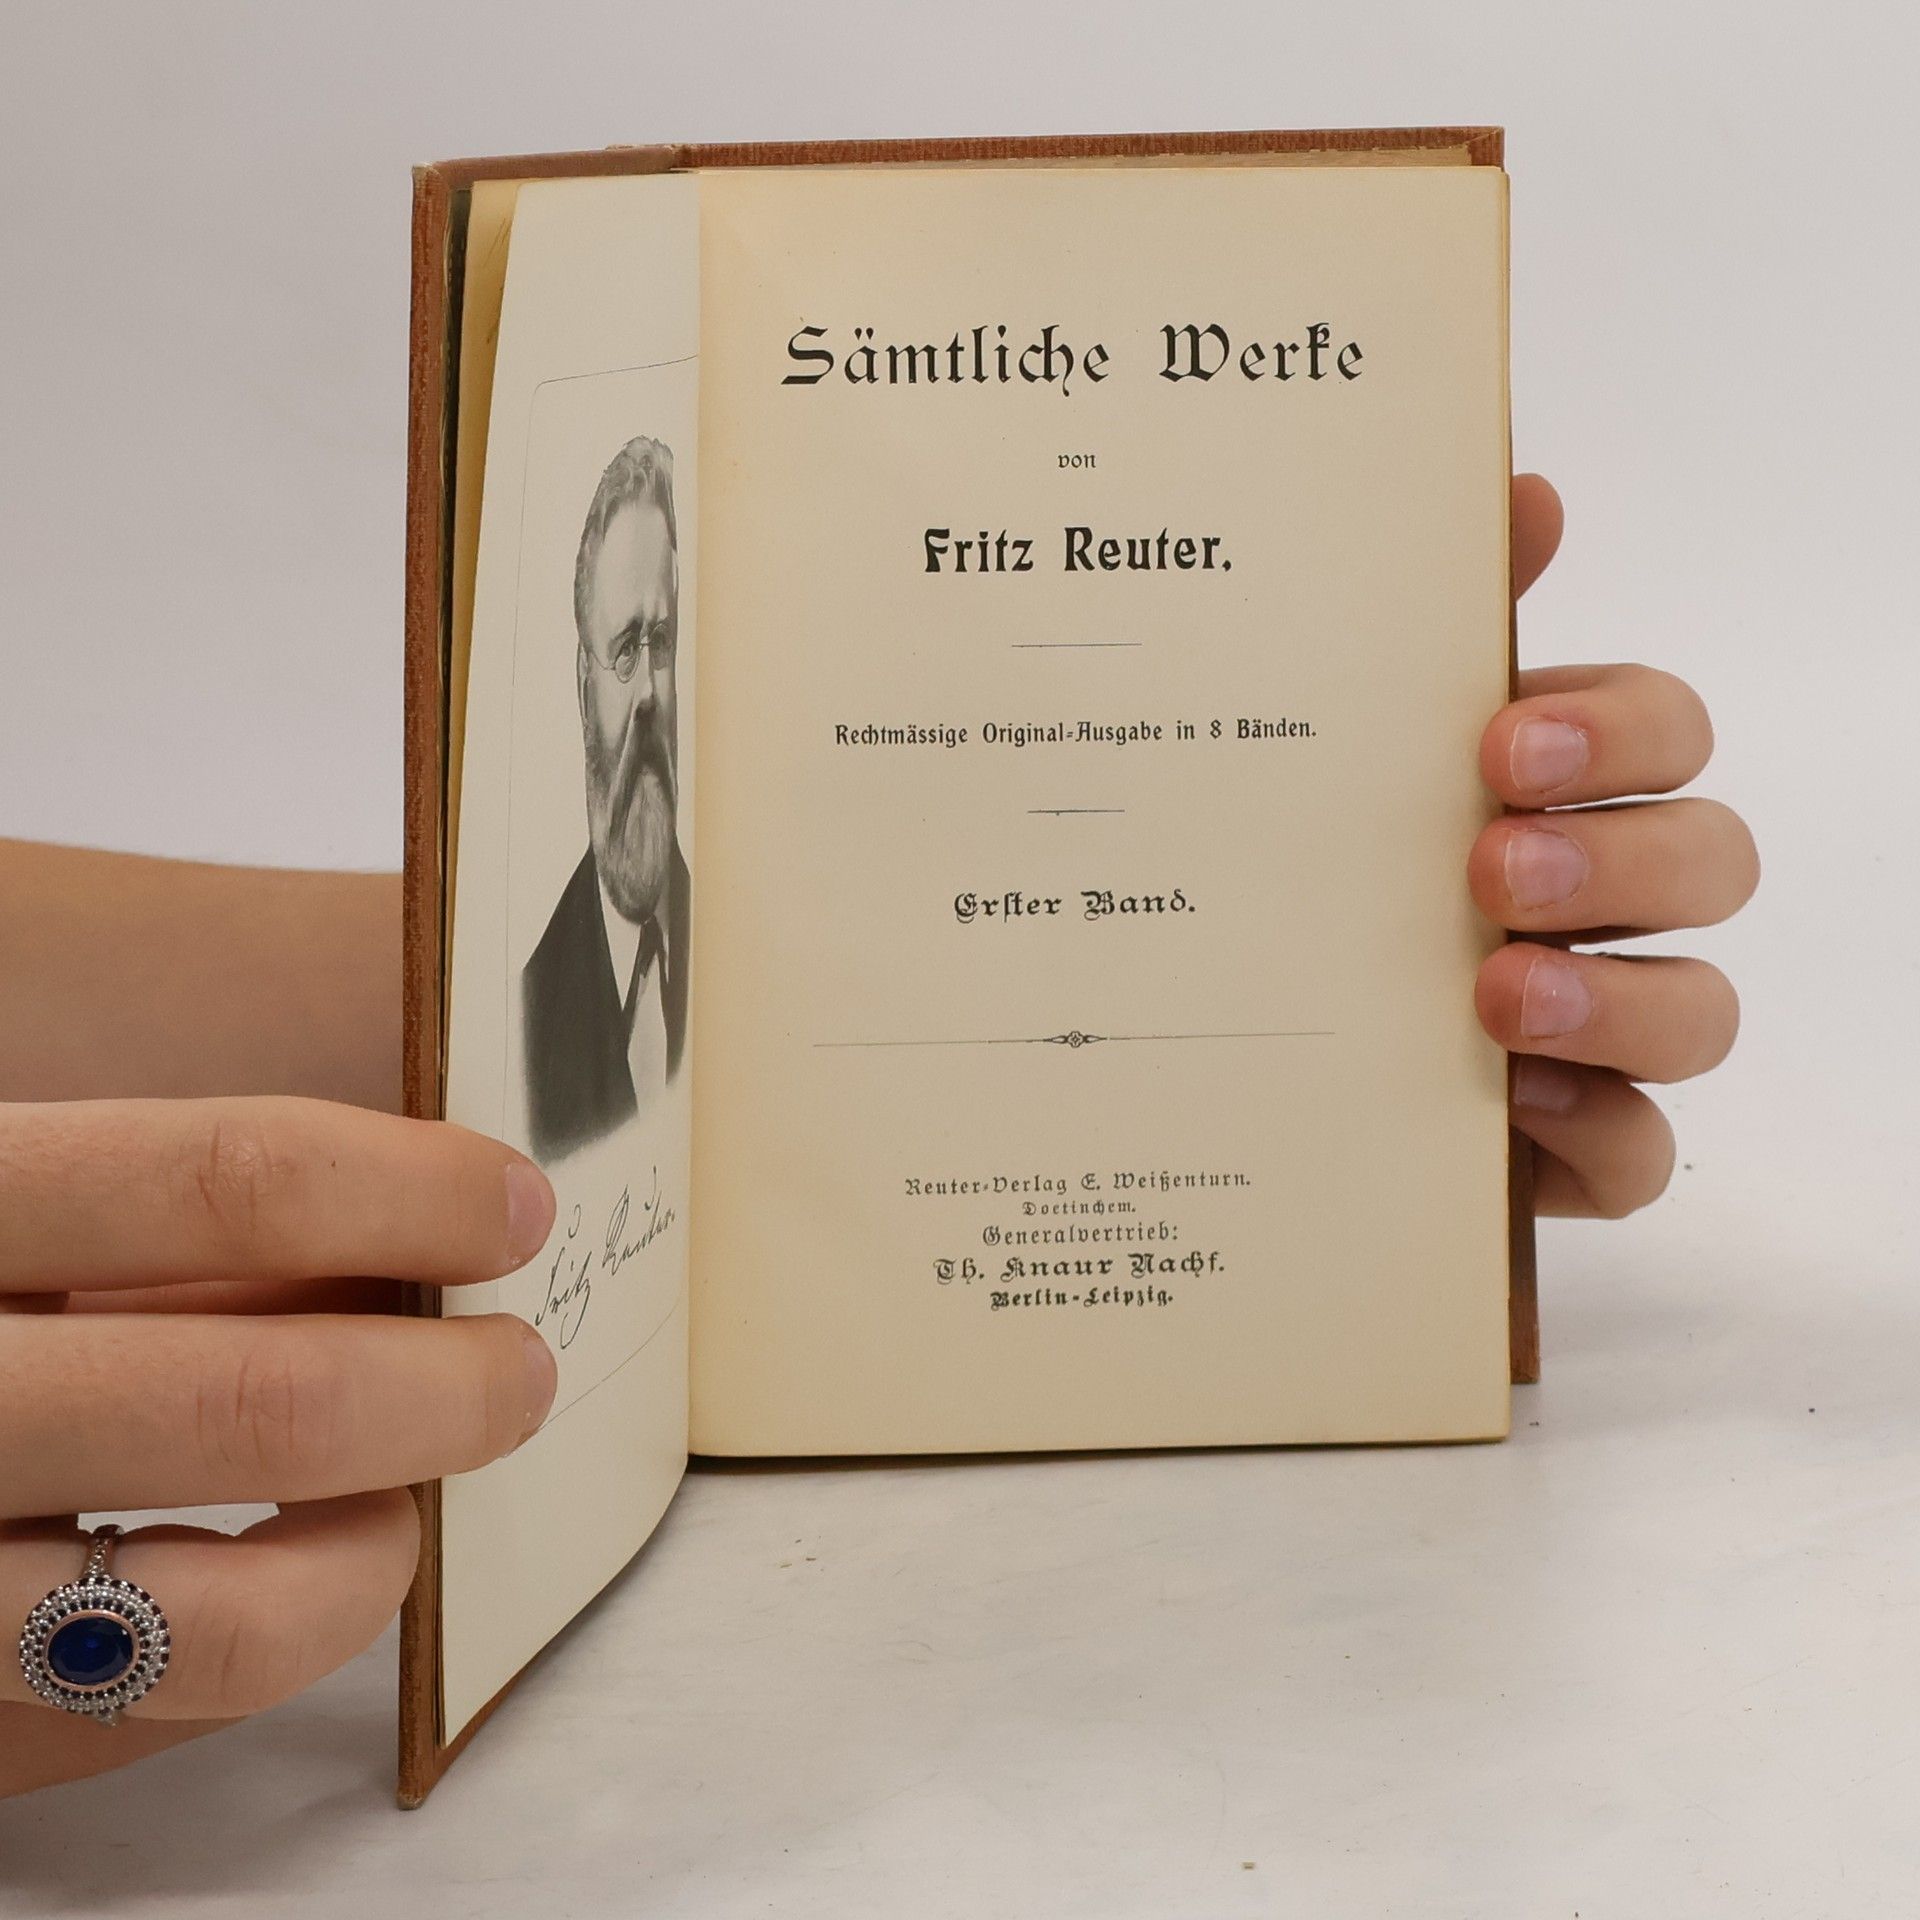 Fritz Reuter.
Sämtliche Werke
von
Fritz Reuter.
Rechtmässige Original-Ausgabe in 8 Bänden.
Erster Band.
Reuter-Verlag E. Weißenturn.
Doetinchem.
Generalvertrieb:
Th. Knaur Nachf.
Berlin-Leipzig.